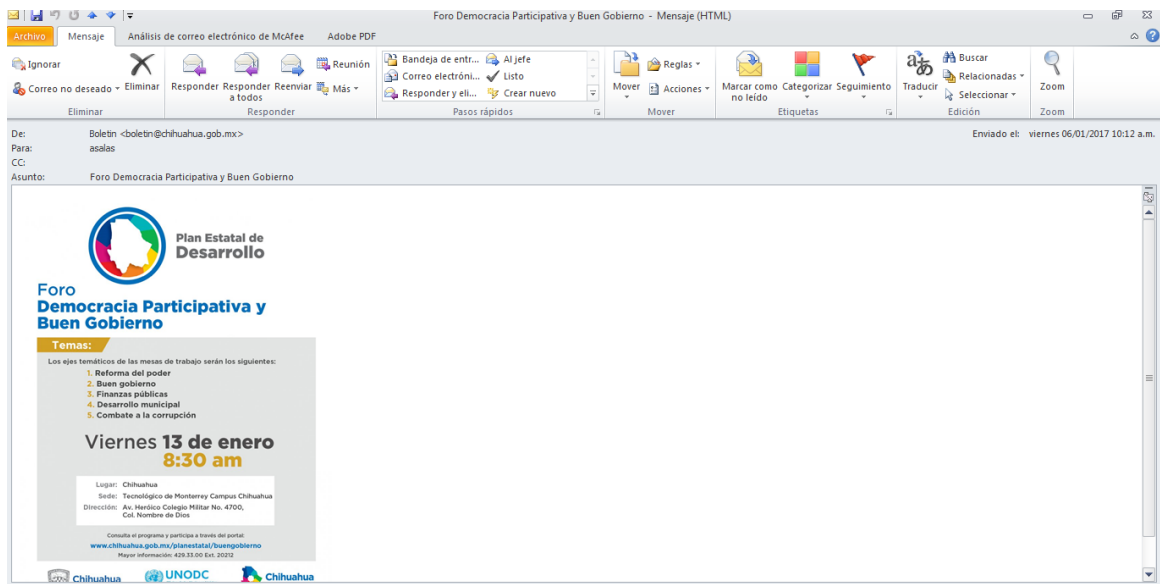 Foro Democracia Participativa y Buen Gobierno - Mensaje (HTML)
Archivo Mensaje Análisis de correo electrónico de McAfee Adobe PDF
Ignorar
Correo no deseado
Eliminar
Eliminar
Responder
Responder a todos
Reenviar
Reunión
Más
Responder
Bandeja de entr...
Al jefe
Correo electróni...
Listo
Responder y eli...
Crear nuevo
Pasos rápidos
Mover
Reglas
Acciones
Mover
Marcar como no leído
Categorizar
Seguimiento
Etiquetas
Traducir
Buscar
Relacionadas
Seleccionar
Edición
Zoom
Zoom
De: Boletin <boletin@chihuahua.gob.mx> Enviado el: viernes 06/01/2017 10:12 a.m.
Para: asalas
CC:
Asunto: Foro Democracia Participativa y Buen Gobierno
Plan Estatal de
Desarrollo
Foro
Democracia Participativa y
Buen Gobierno
Temas:
Los ejes temáticos de las mesas de trabajo serán los siguientes:
1. Reforma del poder
2. Buen gobierno
3. Finanzas públicas
4. Desarrollo municipal
5. Combate a la corrupción
Viernes 13 de enero
8:30 am
Lugar: Chihuahua
Sede: Tecnológico de Monterrey Campus Chihuahua
Dirección: Av. Heróico Colegio Militar No. 4700,
Col. Nombre de Dios
Consulta el programa y participa a través del portal:
www.chihuahua.gob.mx/planestatal/buengobierno
Mayor información: 429.33.00 Ext. 20212
Chihuahua UNODC Chihuahua